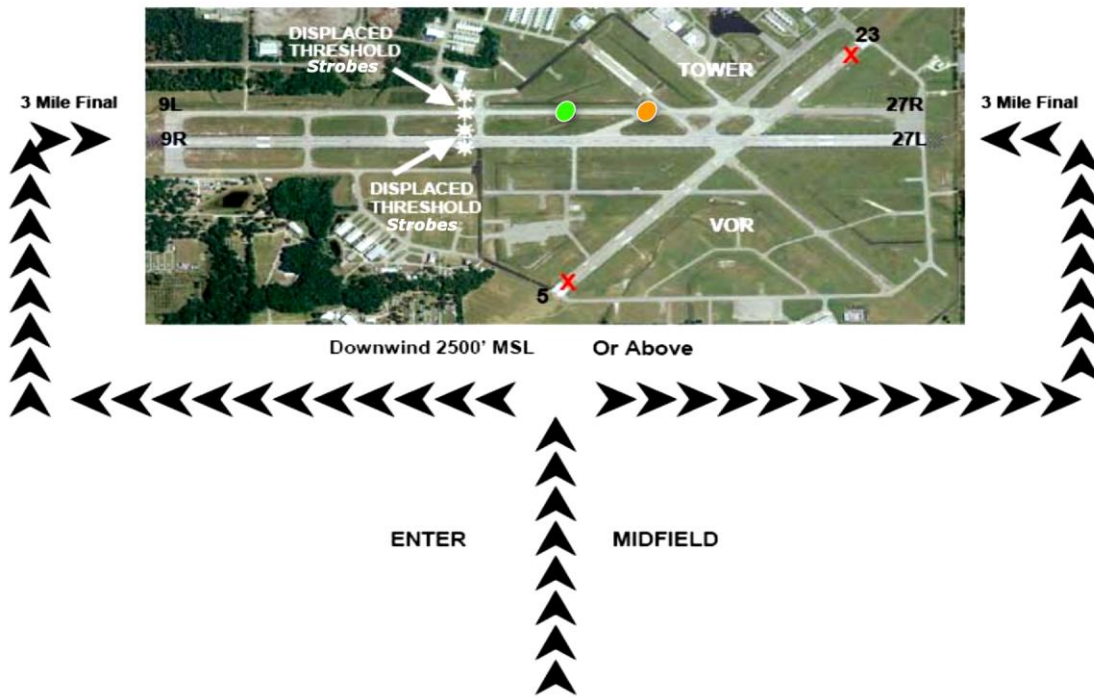 DISPLACED
THRESHOLD
Strobes
23
TOWER
3 Mile Final
9L
27R
3 Mile Final
9R
27L
DISPLACED
THRESHOLD
Strobes
VOR
5
Downwind 2500' MSL Or Above
ENTER MIDFIELD